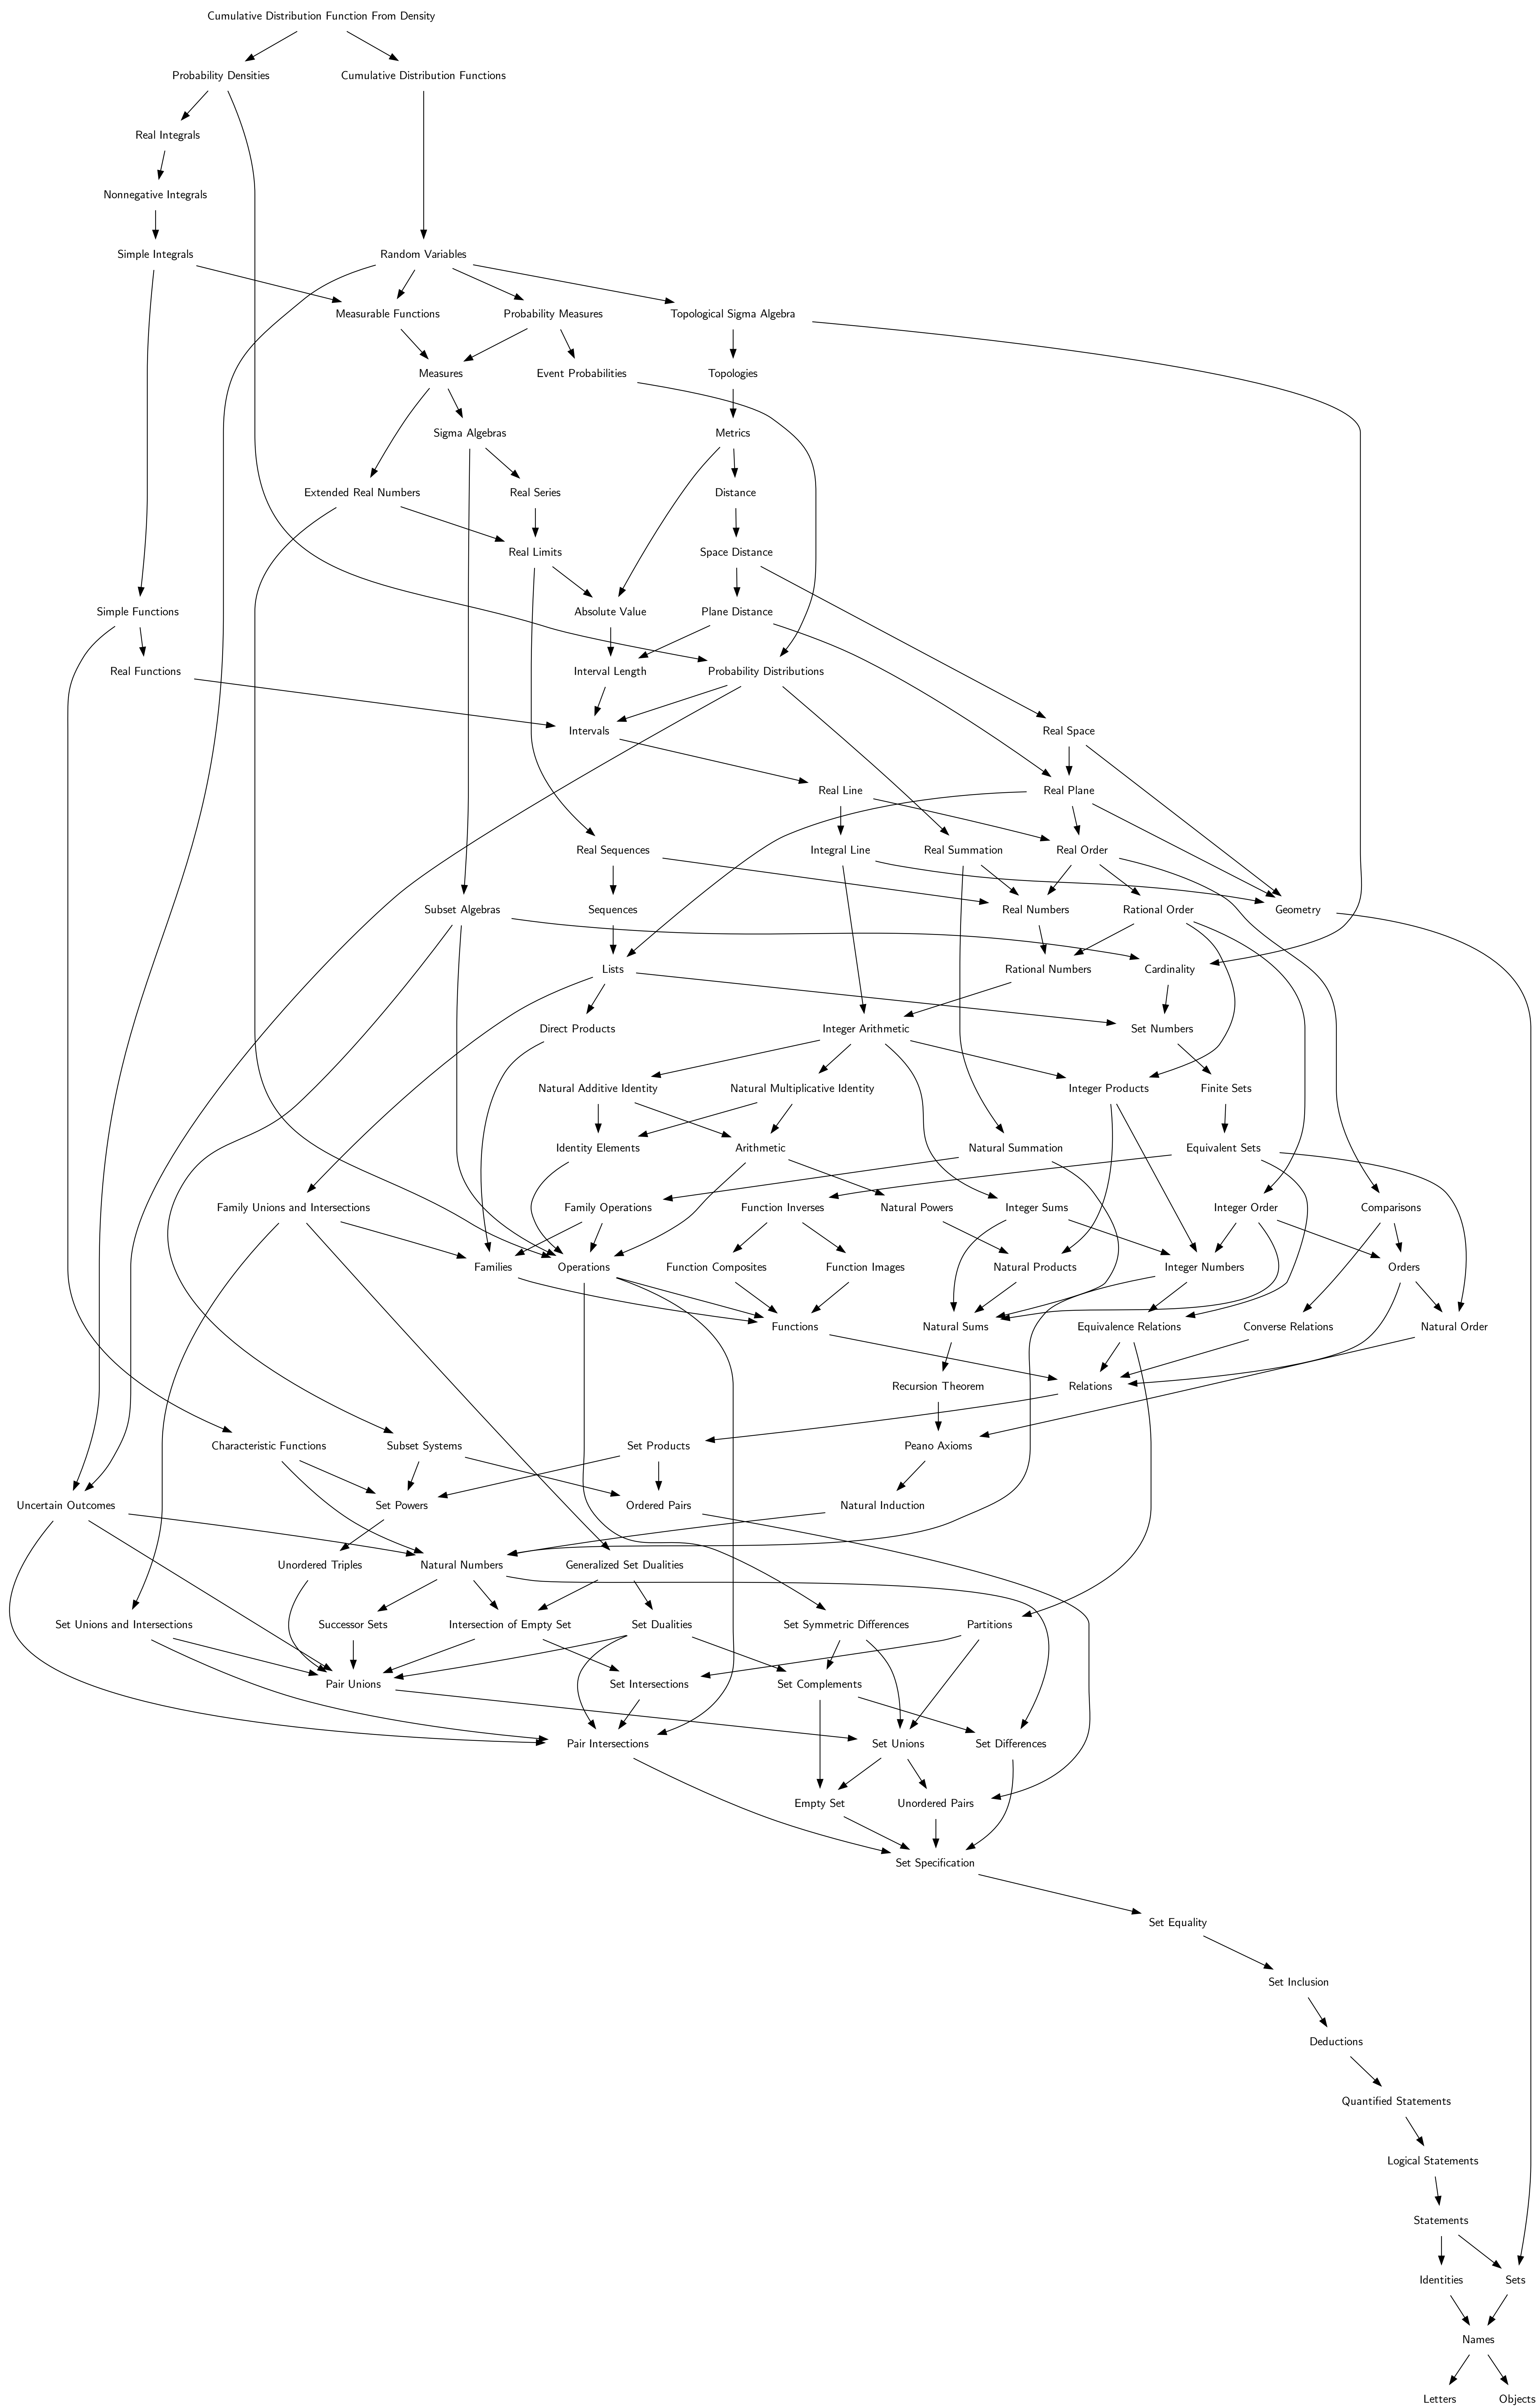 Cumulative Distribution Function From Density
Probability Densities
Cumulative Distribution Functions
Real Integrals
Nonnegative Integrals
Simple Integrals
Random Variables
Measurable Functions
Probability Measures
Topological Sigma Algebra
Measures
Event Probabilities
Topologies
Sigma Algebras
Metrics
Extended Real Numbers
Real Series
Distance
Real Limits
Space Distance
Simple Functions
Absolute Value
Plane Distance
Real Functions
Interval Length
Probability Distributions
Intervals
Real Space
Real Line
Real Plane
Real Sequences
Integral Line
Real Summation
Real Order
Subset Algebras
Sequences
Real Numbers
Rational Order
Geometry
Lists
Rational Numbers
Cardinality
Direct Products
Integer Arithmetic
Set Numbers
Natural Additive Identity
Natural Multiplicative Identity
Integer Products
Finite Sets
Identity Elements
Arithmetic
Natural Summation
Equivalent Sets
Family Unions and Intersections
Family Operations
Function Inverses
Natural Powers
Integer Sums
Integer Order
Comparisons
Families
Operations
Function Composites
Function Images
Natural Products
Integer Numbers
Orders
Functions
Natural Sums
Equivalence Relations
Converse Relations
Natural Order
Recursion Theorem
Relations
Characteristic Functions
Subset Systems
Set Products
Peano Axioms
Uncertain Outcomes
Set Powers
Ordered Pairs
Natural Induction
Unordered Triples
Natural Numbers
Generalized Set Dualities
Set Unions and Intersections
Successor Sets
Intersection of Empty Set
Set Dualities
Set Symmetric Differences
Partitions
Pair Unions
Set Intersections
Set Complements
Pair Intersections
Set Unions
Set Differences
Empty Set
Unordered Pairs
Set Specification
Set Equality
Set Inclusion
Deductions
Quantified Statements
Logical Statements
Statements
Identities
Sets
Names
Letters
Objects